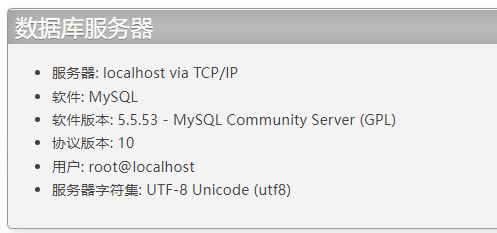 数据库服务器
服务器: localhost via TCP/IP
软件: MySQL
软件版本: 5.5.53 - MySQL Community Server (GPL)
协议版本: 10
用户: root@localhost
服务器字符集: UTF-8 Unicode (utf8)